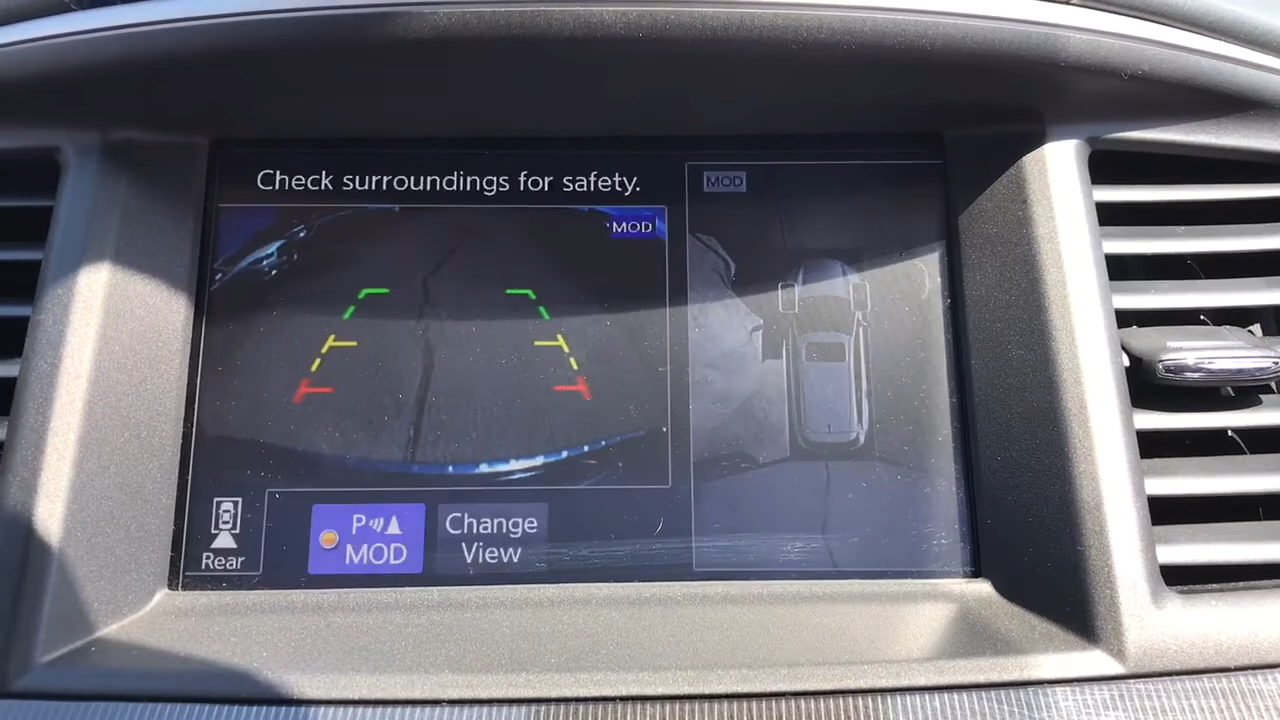 Check surroundings for safety.
MOD
MOD
Rear
P
MOD
Change
View